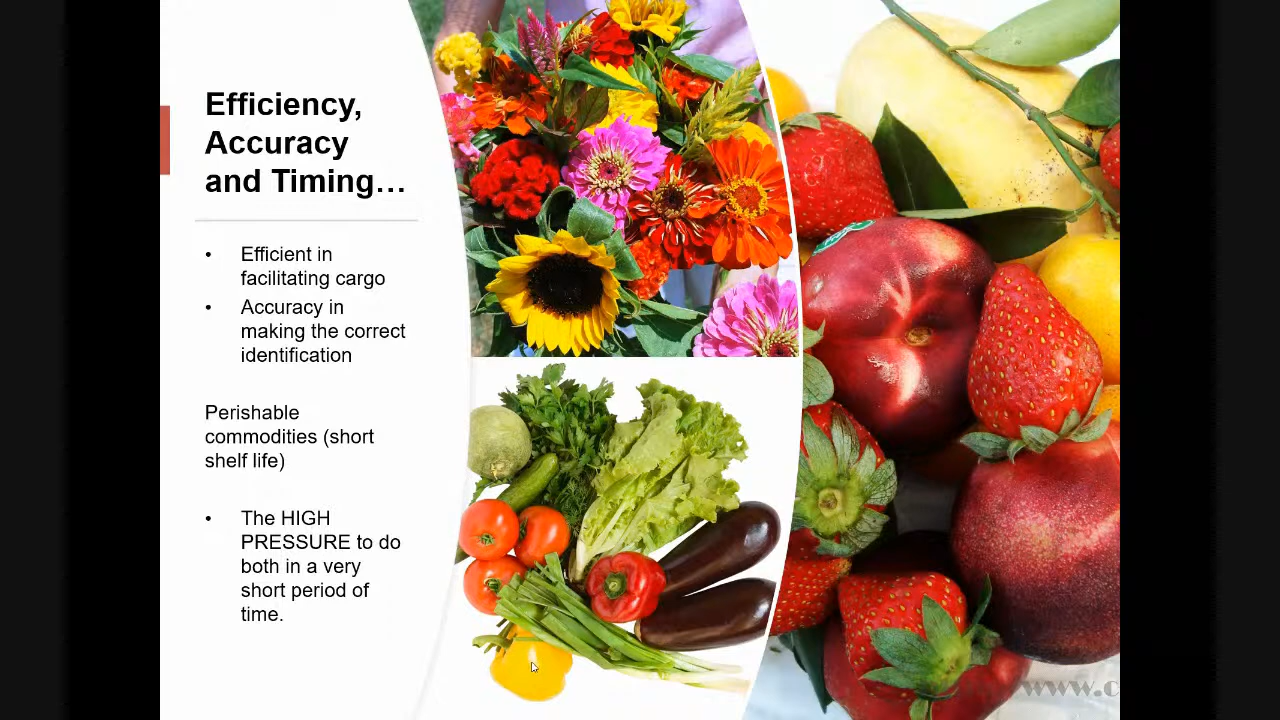 Efficiency,
Accuracy
and Timing…
• Efficient in
facilitating cargo
• Accuracy in
making the correct
identification
Perishable
commodities (short
shelf life)
• The HIGH
PRESSURE to do
both in a very
short period of
time.
www.c